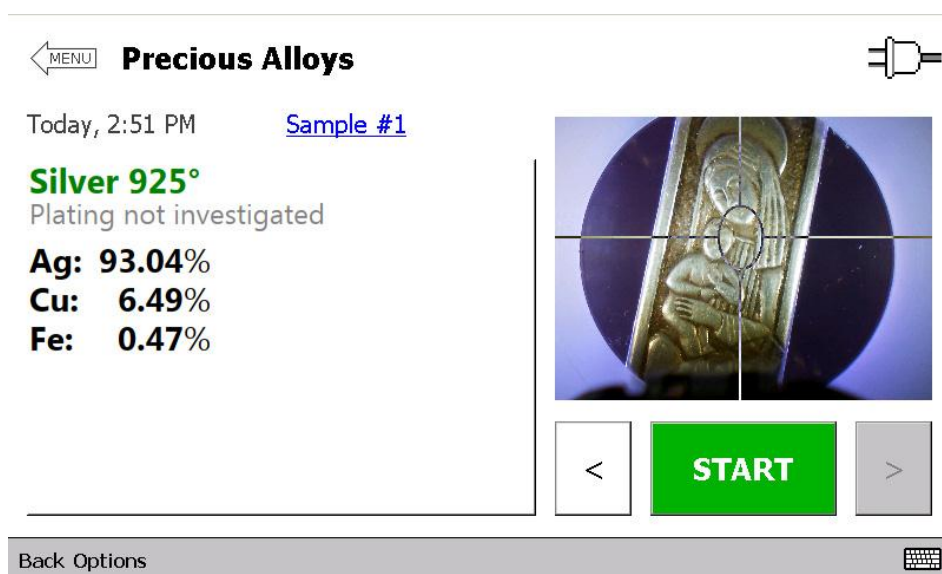 MENU Precious Alloys
Today, 2:51 PM Sample #1
Silver 925°
Plating not investigated
Ag: 93.04%
Cu: 6.49%
Fe: 0.47%
< START >
Back Options